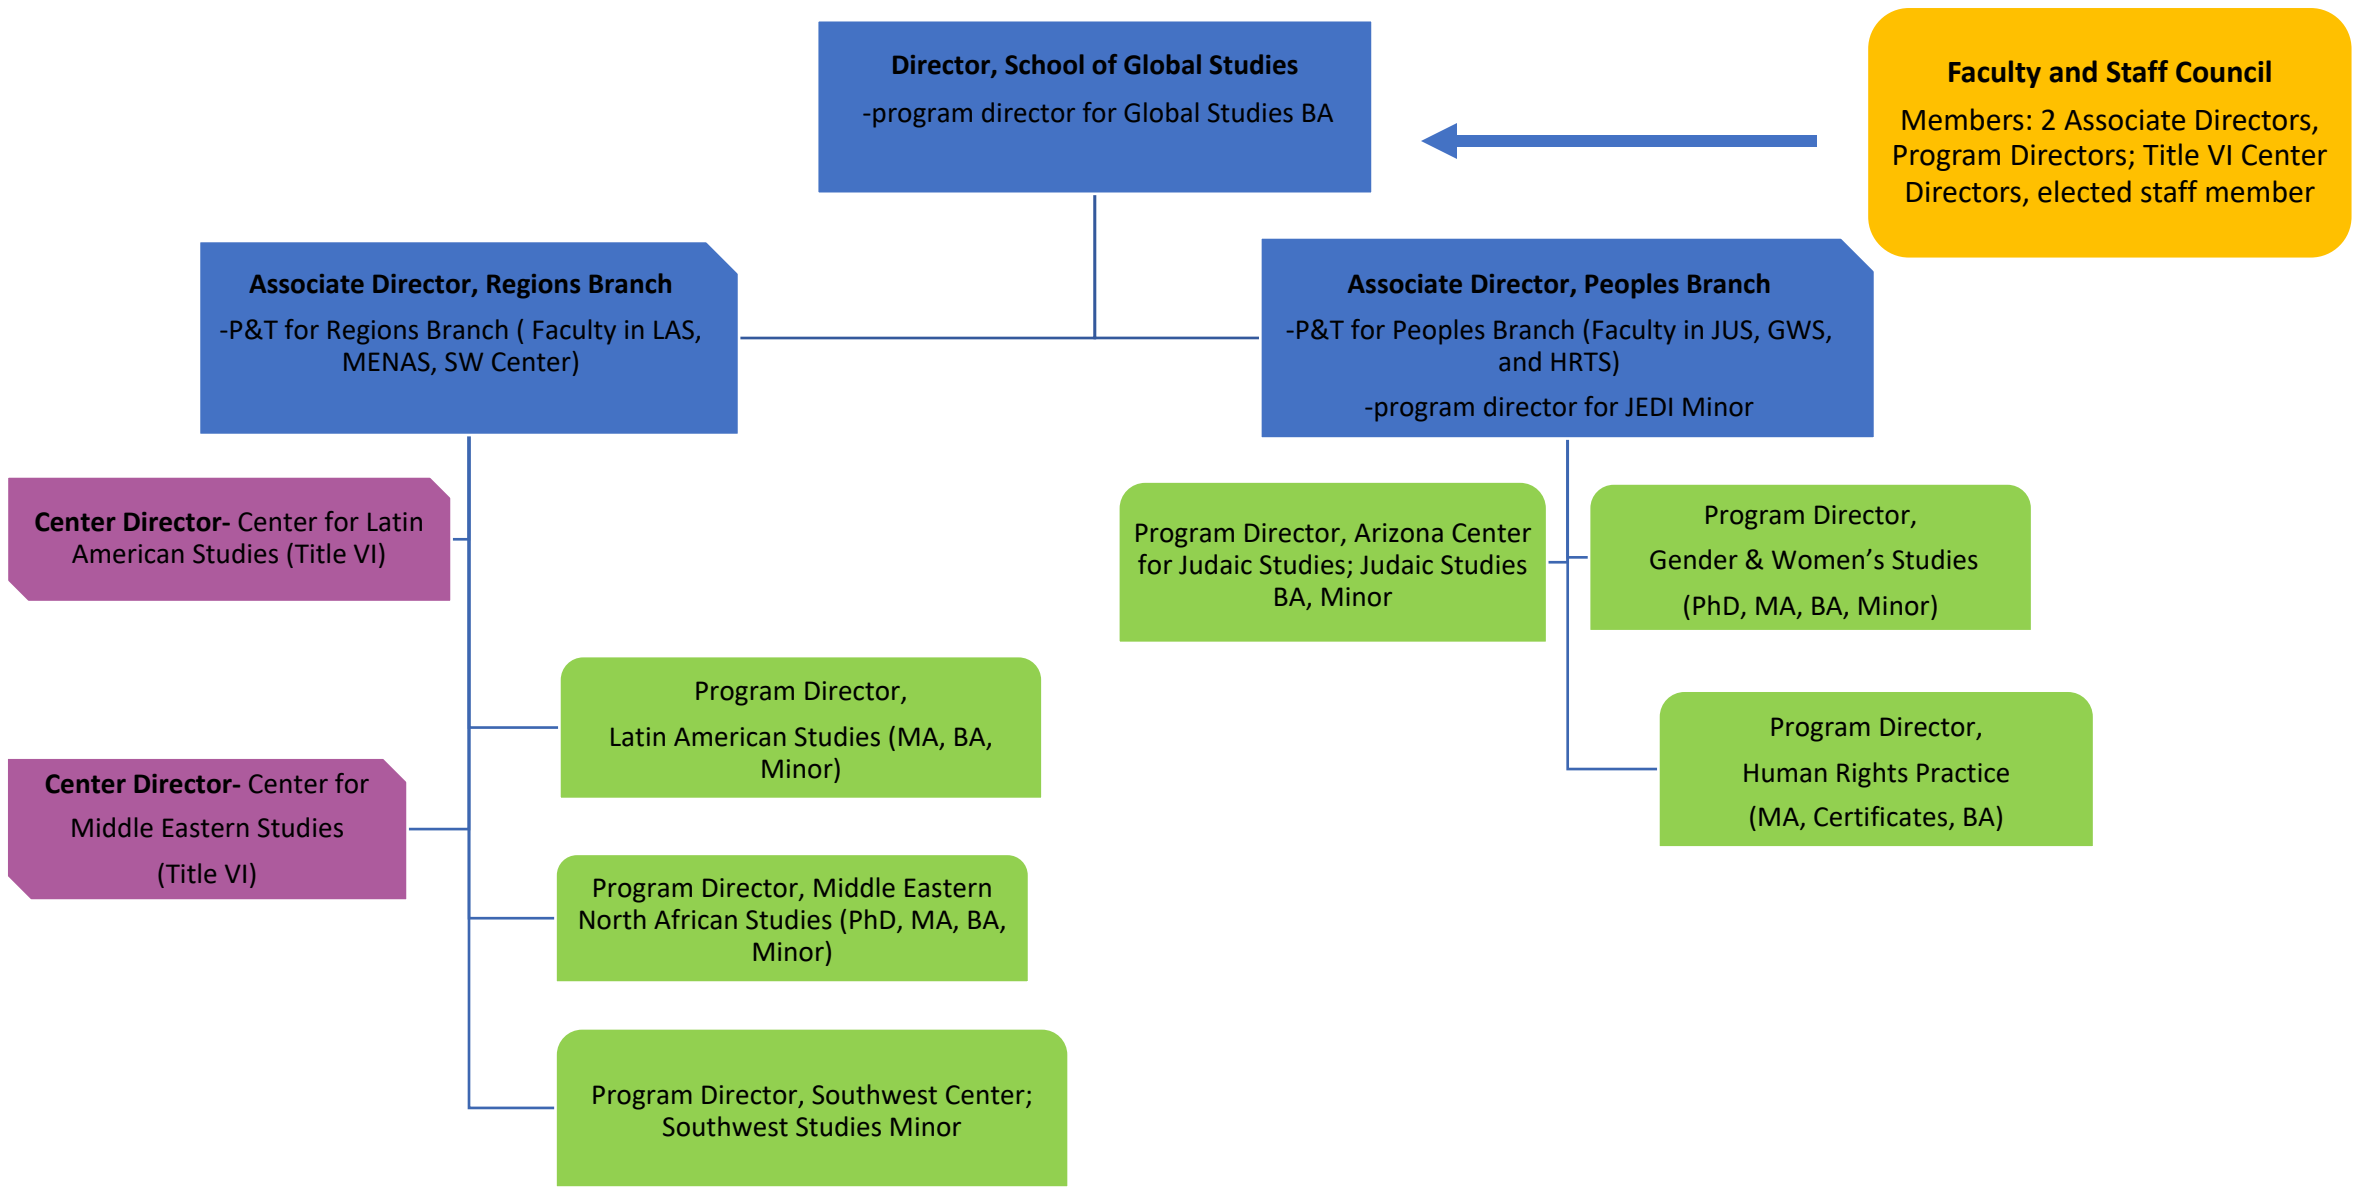 Director, School of Global Studies
-program director for Global Studies BA
Faculty and Staff Council
Members: 2 Associate Directors,
Program Directors; Title VI Center
Directors, elected staff member
Associate Director, Regions Branch
-P&T for Regions Branch ( Faculty in LAS,
MENAS, SW Center)
Associate Director, Peoples Branch
-P&T for Peoples Branch (Faculty in JUS, GWS,
and HRTS)
-program director for JEDI Minor
Center Director- Center for Latin
American Studies (Title VI)
Program Director, Arizona Center
for Judaic Studies; Judaic Studies
BA, Minor
Program Director,
Gender & Women’s Studies
(PhD, MA, BA, Minor)
Program Director,
Latin American Studies (MA, BA,
Minor)
Program Director,
Human Rights Practice
(MA, Certificates, BA)
Center Director- Center for
Middle Eastern Studies
(Title VI)
Program Director, Middle Eastern
North African Studies (PhD, MA, BA,
Minor)
Program Director, Southwest Center;
Southwest Studies Minor